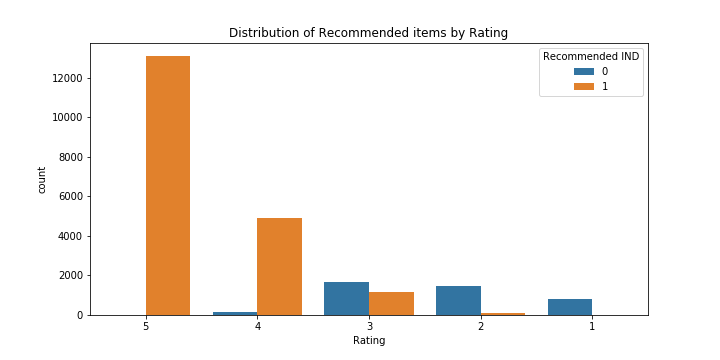 Distribution of Recommended items by Rating
Recommended IND
0
1
12000
10000
8000
6000
4000
2000
0
count
5 4 3 2 1
Rating